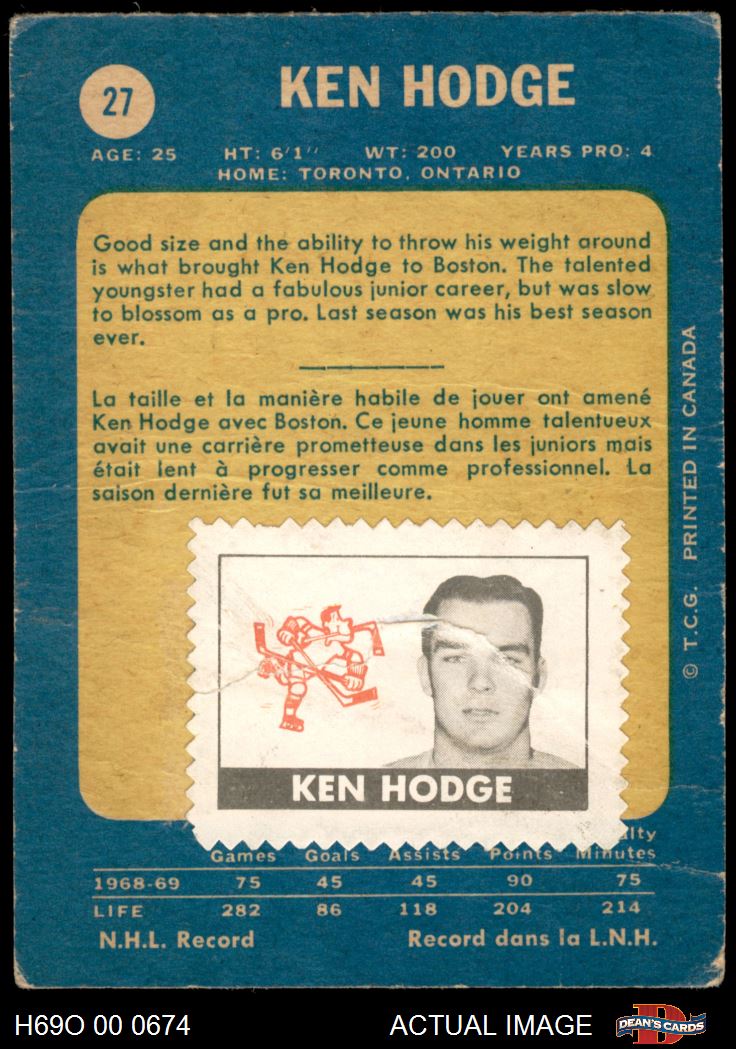 27
KEN HODGE
AGE: 25 HT: 6'1'' WT: 200 YEARS PRO: 4
HOME: TORONTO, ONTARIO
Good size and the ability to throw his weight around
is what brought Ken Hodge to Boston. The talented
youngster had a fabulous junior career, but was slow
to blossom as a pro. Last season was his best season
ever.
La taille et la manière habile de jouer ont amené
Ken Hodge avec Boston. Ce jeune homme talentueux
avait une carrière prometteuse dans les juniors mais
était lent à progresser comme professionnel. La
saison dernière fut sa meilleure.
© T.C.G. PRINTED IN CANADA
KEN HODGE
Games Goals Assists Points Minutes
1968-69 75 45 45 90 75
LIFE 282 86 118 204 214
N.H.L. Record Record dans la L.N.H.
H69O 00 0674 ACTUAL IMAGE
D
DEAN'S CARDS